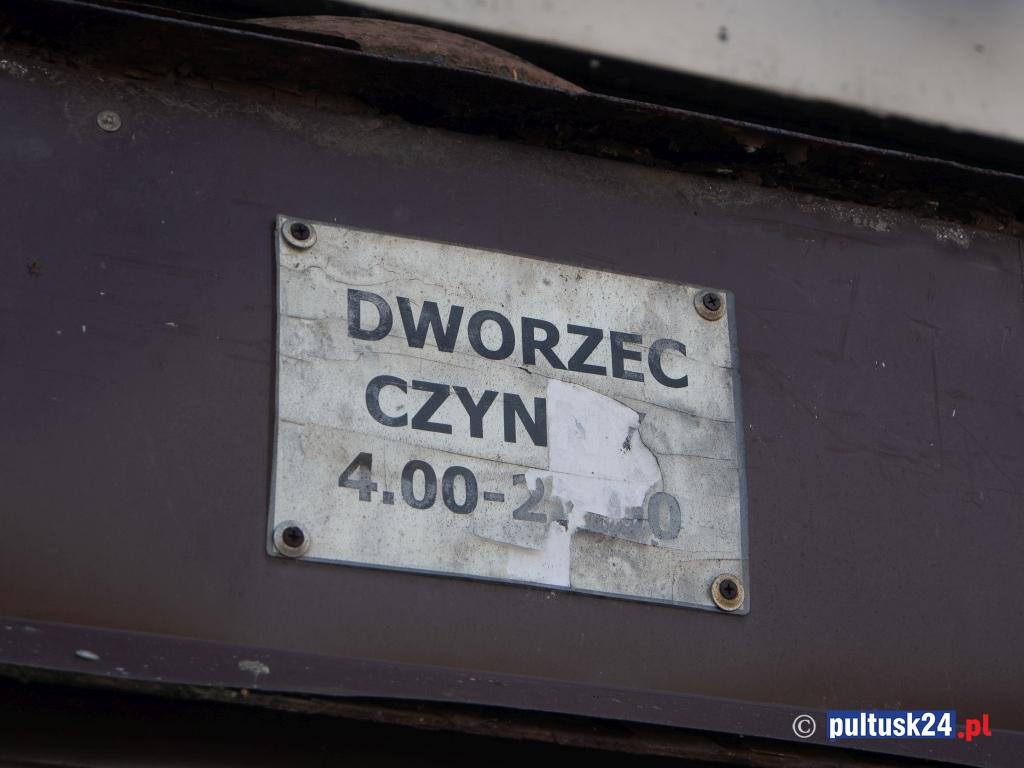 DWORZEC
CZYN
4.00-2
© pultusk24.pl